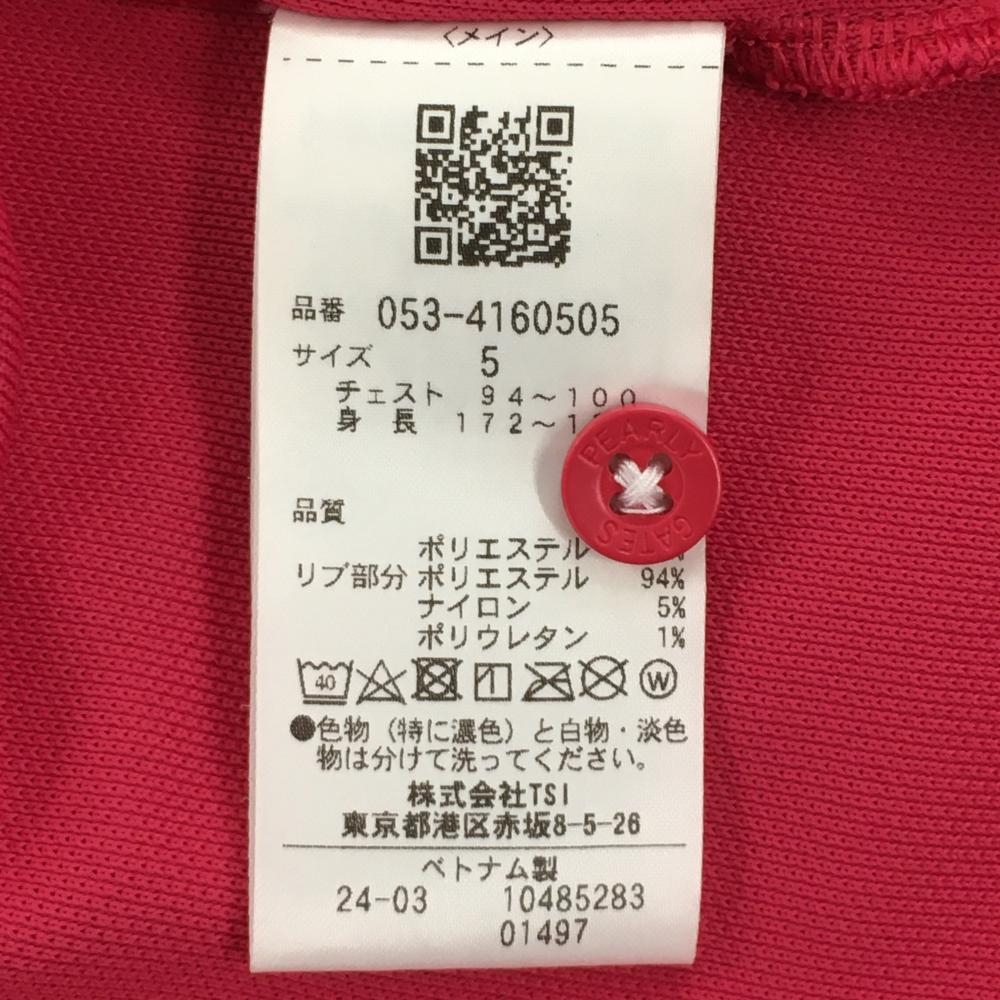 〈メイン〉
品番 053-4160505
サイズ 5
チェスト 94～100
身 長 172～1
品質
ポリエステル %
リブ部分 ポリエステル 94%
ナイロン 5%
ポリウレタン 1%
40 W
●色物（特に濃色）と白物・淡色
物は分けて洗ってください。
株式会社TSI
東京都港区赤坂8-5-26
ベトナム製
24-03 10485283
01497
PEARLY
GATES